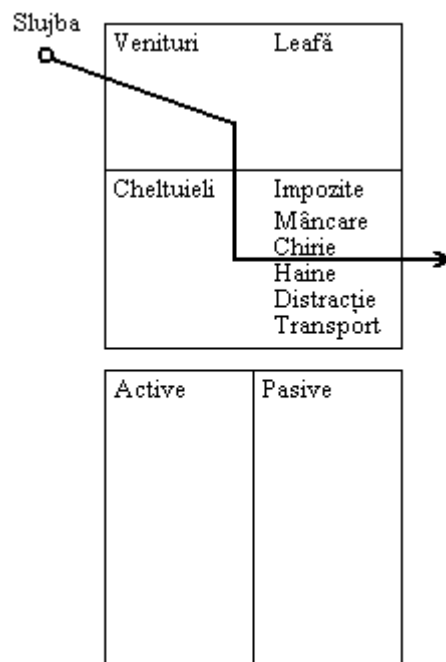 Slujba
Venituri Leafă
Cheltuieli Impozite
Mâncare
Chirie
Haine
Distracție
Transport
Active Pasive